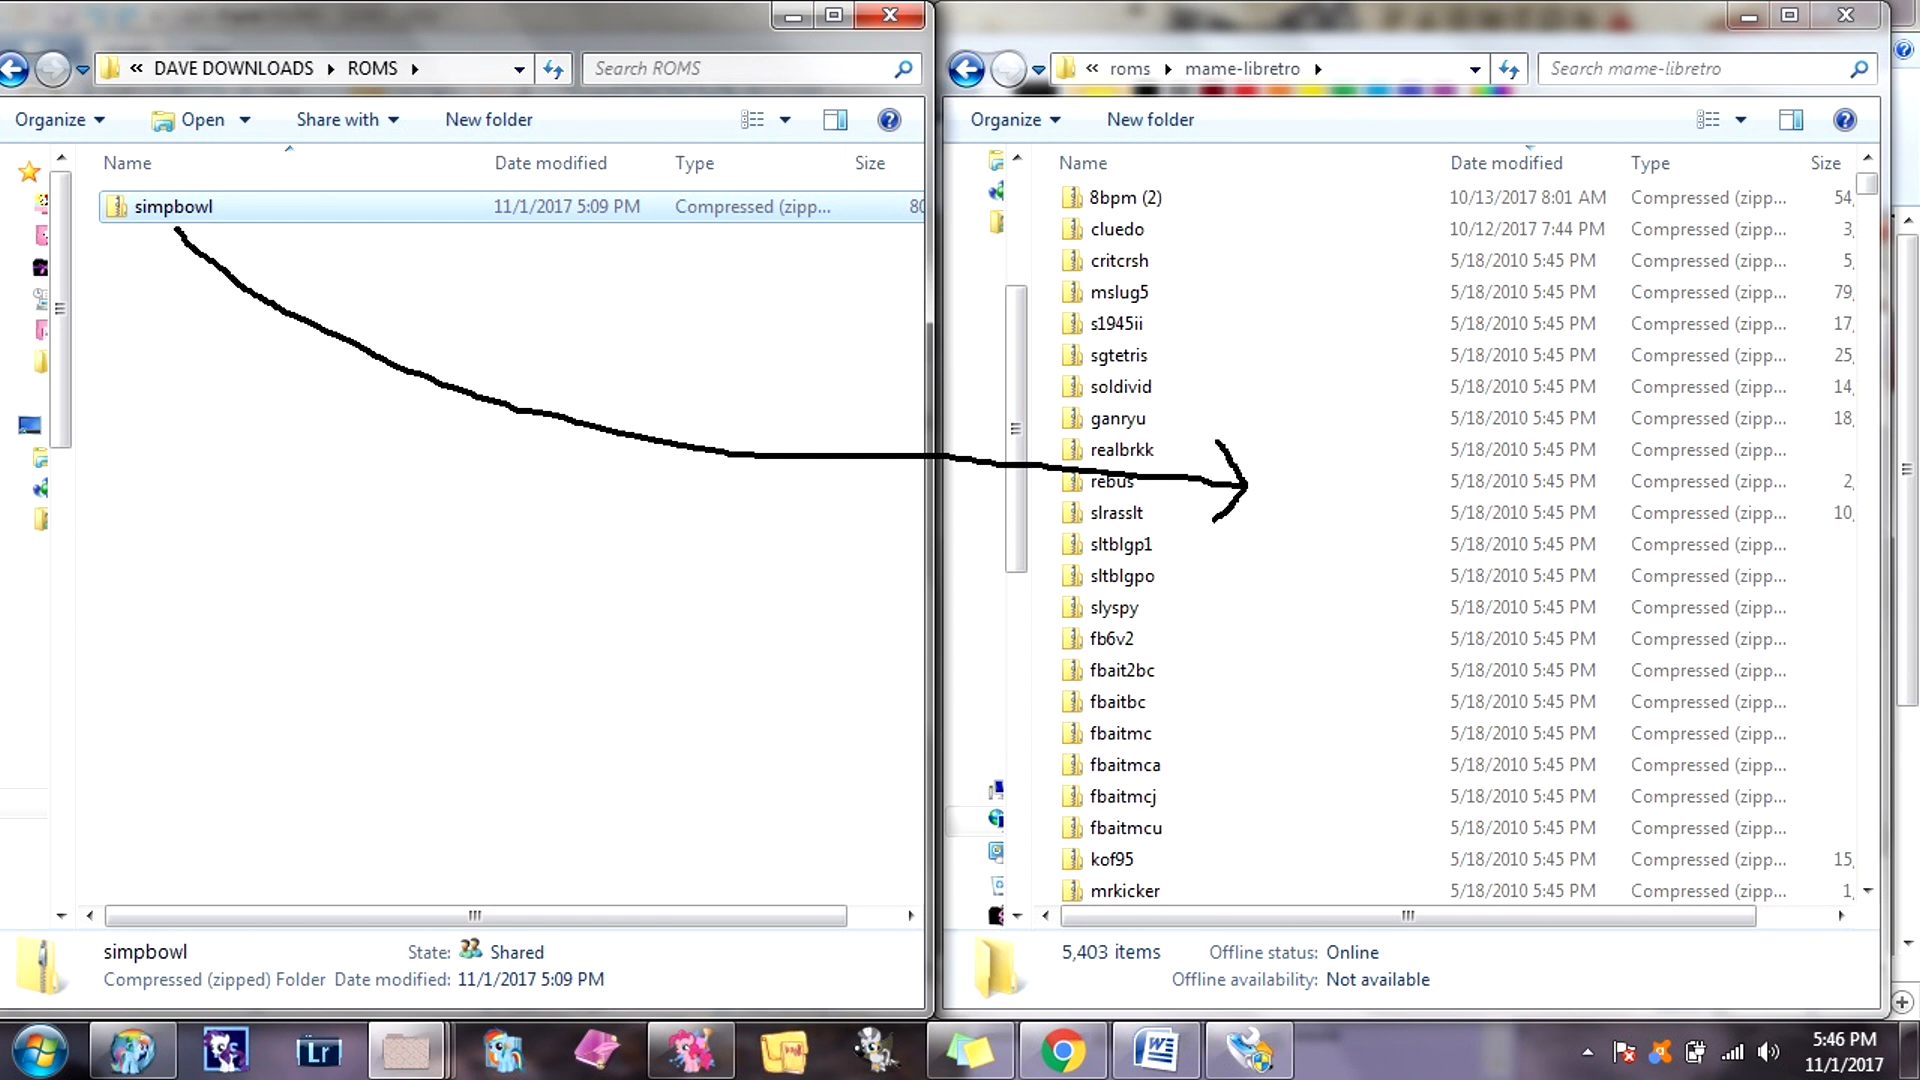 « DAVE DOWNLOADS ROMS
Search ROMS
Organize Open Share with New folder
Name Date modified Type Size
simpbowl 11/1/2017 5:09 PM Compressed (zipp... 80
simpbowl State: Shared
Compressed (zipped) Folder Date modified: 11/1/2017 5:09 PM
« roms mame-libretro
Search mame-libretro
Organize New folder
Name Date modified Type Size
8bpm (2) 10/13/2017 8:01 AM Compressed (zipp... 54,
cluedo 10/12/2017 7:44 PM Compressed (zipp... 3,
critcrsh 5/18/2010 5:45 PM Compressed (zipp... 5,
mslug5 5/18/2010 5:45 PM Compressed (zipp... 79,
s1945ii 5/18/2010 5:45 PM Compressed (zipp... 17,
sgtetris 5/18/2010 5:45 PM Compressed (zipp... 25,
soldivid 5/18/2010 5:45 PM Compressed (zipp... 14,
ganryu 5/18/2010 5:45 PM Compressed (zipp... 18,
realbrkk 5/18/2010 5:45 PM Compressed (zipp...
rebus 5/18/2010 5:45 PM Compressed (zipp... 2,
slrasslt 5/18/2010 5:45 PM Compressed (zipp... 10,
sltblgp1 5/18/2010 5:45 PM Compressed (zipp...
sltblgpo 5/18/2010 5:45 PM Compressed (zipp...
slyspy 5/18/2010 5:45 PM Compressed (zipp...
fb6v2 5/18/2010 5:45 PM Compressed (zipp...
fbait2bc 5/18/2010 5:45 PM Compressed (zipp...
fbaitbc 5/18/2010 5:45 PM Compressed (zipp...
fbaitmc 5/18/2010 5:45 PM Compressed (zipp...
fbaitmca 5/18/2010 5:45 PM Compressed (zipp...
fbaitmcj 5/18/2010 5:45 PM Compressed (zipp...
fbaitmcu 5/18/2010 5:45 PM Compressed (zipp...
kof95 5/18/2010 5:45 PM Compressed (zipp... 15,
mrkicker 5/18/2010 5:45 PM Compressed (zipp... 1,
5,403 items Offline status: Online
Offline availability: Not available
Lr
W
5:46 PM
11/1/2017